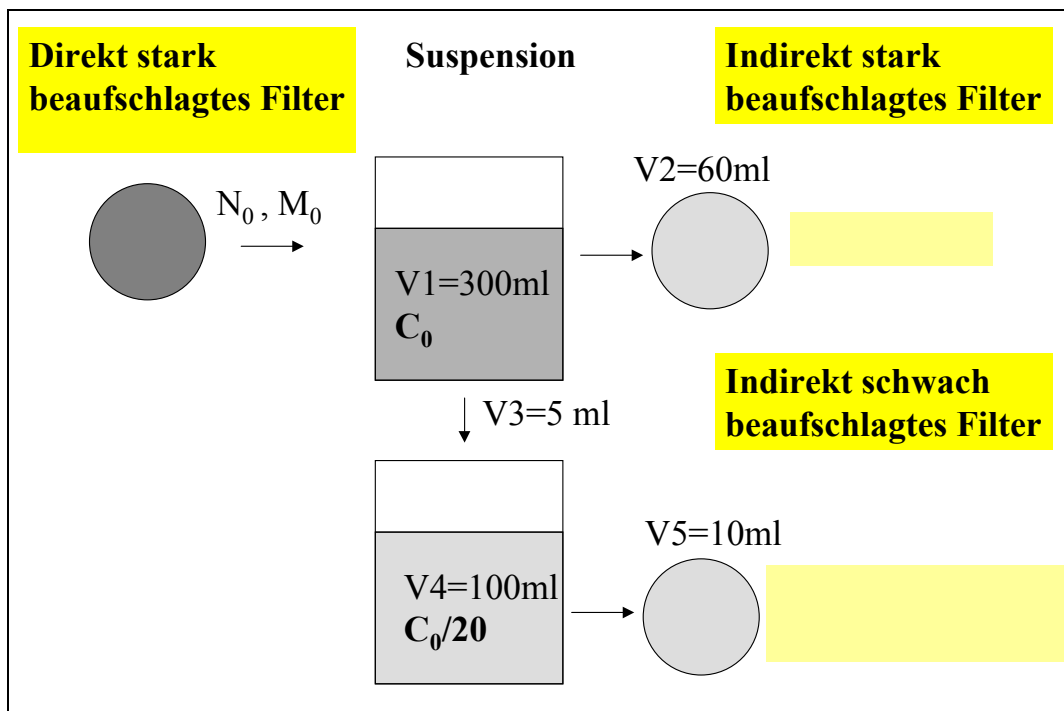 Direkt stark
beaufschlagtes Filter
Suspension
Indirekt stark
beaufschlagtes Filter
N₀ , M₀
V1=300ml
C₀
V2=60ml
V3=5 ml
Indirekt schwach
beaufschlagtes Filter
V4=100ml
C₀/20
V5=10ml